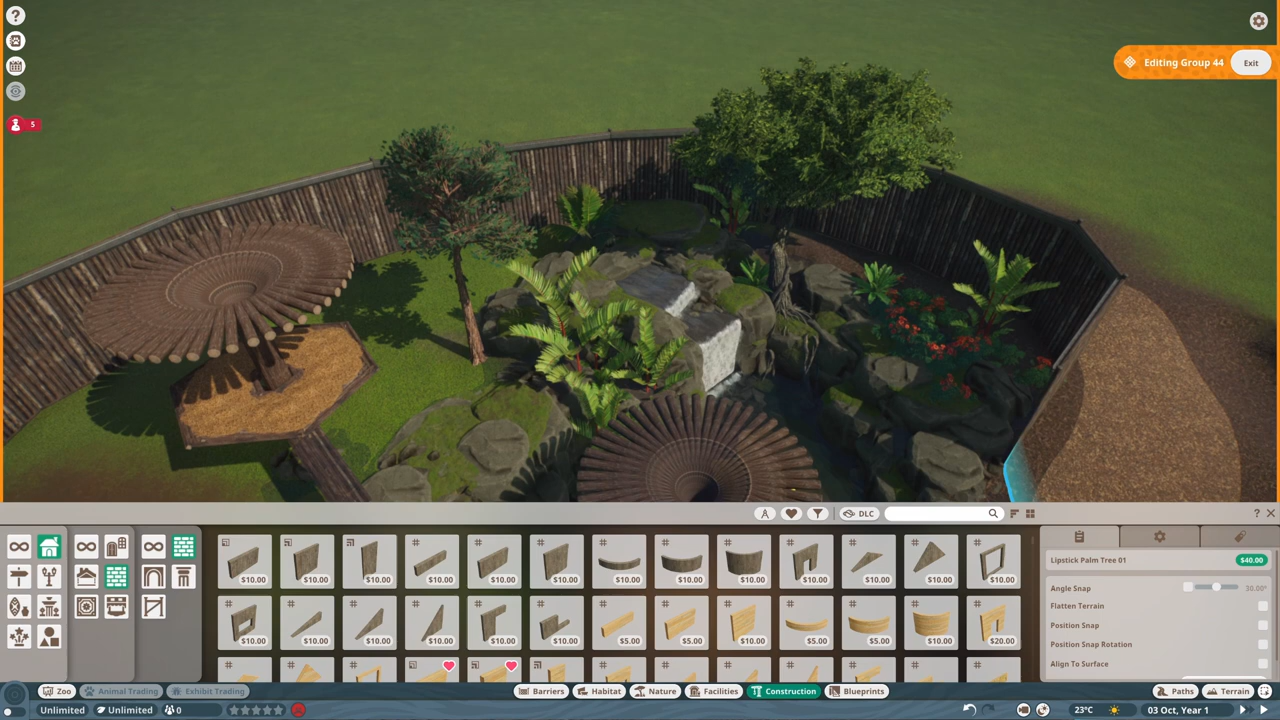 ?
Editing Group 44
Exit
5
DLC
?
$10.00 $10.00 $10.00 $10.00 $10.00 $10.00 $10.00 $10.00 $10.00 $10.00 $10.00 $10.00 $10.00
$10.00 $10.00 $10.00 $10.00 $10.00 $10.00 $5.00 $5.00 $10.00 $5.00 $5.00 $10.00 $20.00
Lipstick Palm Tree 01
$40.00
Angle Snap
30.00°
Flatten Terrain
Position Snap
Position Snap Rotation
Align To Surface
Zoo
Animal Trading
Exhibit Trading
Barriers
Habitat
Nature
Facilities
Construction
Blueprints
Paths
Terrain
Unlimited
Unlimited
0
23°C
03 Oct, Year 1